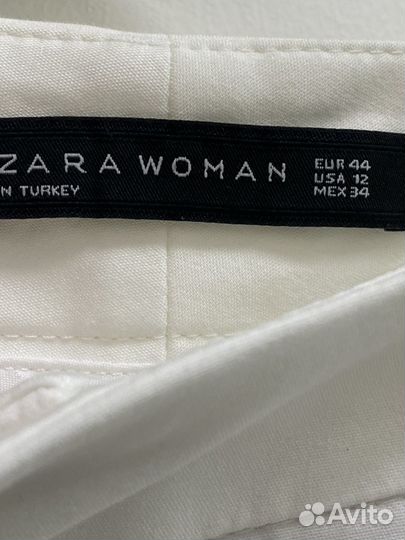 ZARA WOMAN
N TURKEY
EUR 44
USA 12
MEX 34
Avito